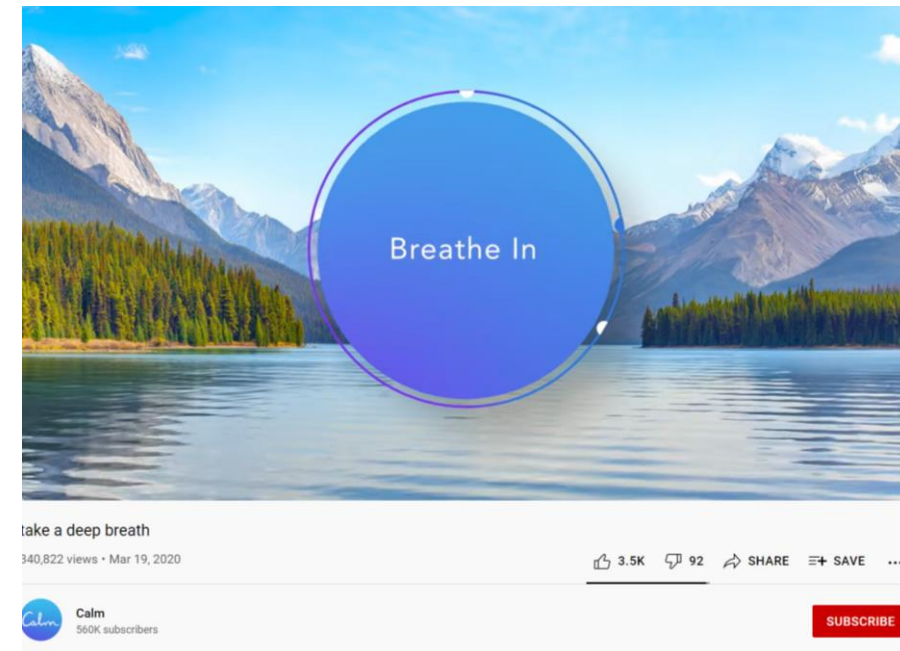 Breathe In
take a deep breath
340,822 views • Mar 19, 2020
3.5K 92 SHARE SAVE ...
Calm
Calm
560K subscribers
SUBSCRIBE